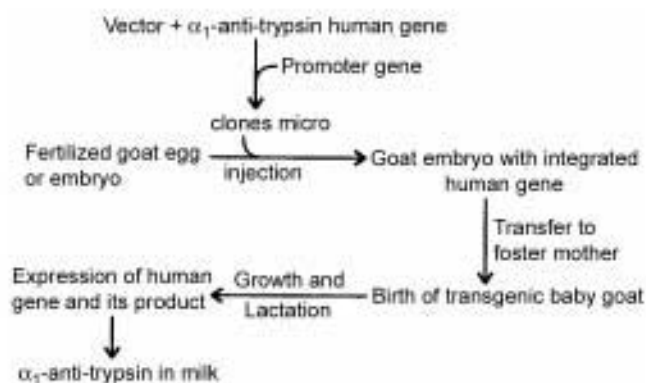 Vector + α₁-anti-trypsin human gene
Promoter gene
clones micro
Fertilized goat egg
or embryo
injection
Goat embryo with integrated
human gene
Transfer to
foster mother
Birth of transgenic baby goat
Growth and
Lactation
Expression of human
gene and its product
α₁-anti-trypsin in milk